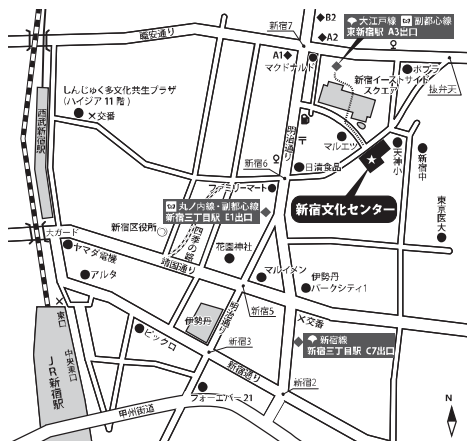 B2
大江戸線 副都心線
東新宿駅 A3出口
新宿7
A2
職安通り
A1
マクドナルド
ポプラ
抜弁天
新宿イーストサイド
スクエア
しんじゅく多文化共生プラザ
(ハイジア 11階)
交番
西武新宿駅
明治通り
〒
マルエツ
天神小
新宿中
新宿6
日清食品
ファミリーマート
新宿文化センター
東京医大
丸ノ内線・副都心線
新宿三丁目駅 E1出口
四季の路
新宿区役所
花園神社
大ガード
ヤマダ電機
靖国通り
アルタ
マルイメン
伊勢丹
パークシティ1
伊勢丹
明治通り
新宿5
交番
東口
中央東口
JR新宿駅
ビックロ
新宿3
新宿通り
新宿線
新宿三丁目駅 C7出口
新宿2
フォーエバー21
甲州街道
N